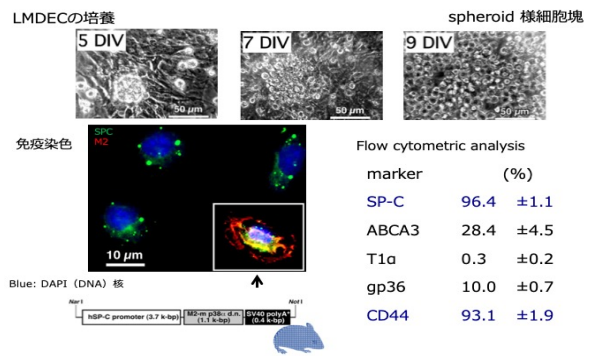 LMDECの培養
spheroid 様細胞塊
5 DIV
7 DIV
9 DIV
50 µm
50 µm
50 µm
免疫染色
SPC
M2
10 µm
Blue: DAPI（DNA）核
Flow cytometric analysis
marker (%)
SP-C 96.4 ±1.1
ABCA3 28.4 ±4.5
T1α 0.3 ±0.2
gp36 10.0 ±0.7
CD44 93.1 ±1.9
Nar I
Not I
hSP-C promoter (3.7 k-bp)
M2-m p38α d.n.
(1.1 k-bp)
SV40 polyA+
(0.4 k-bp)